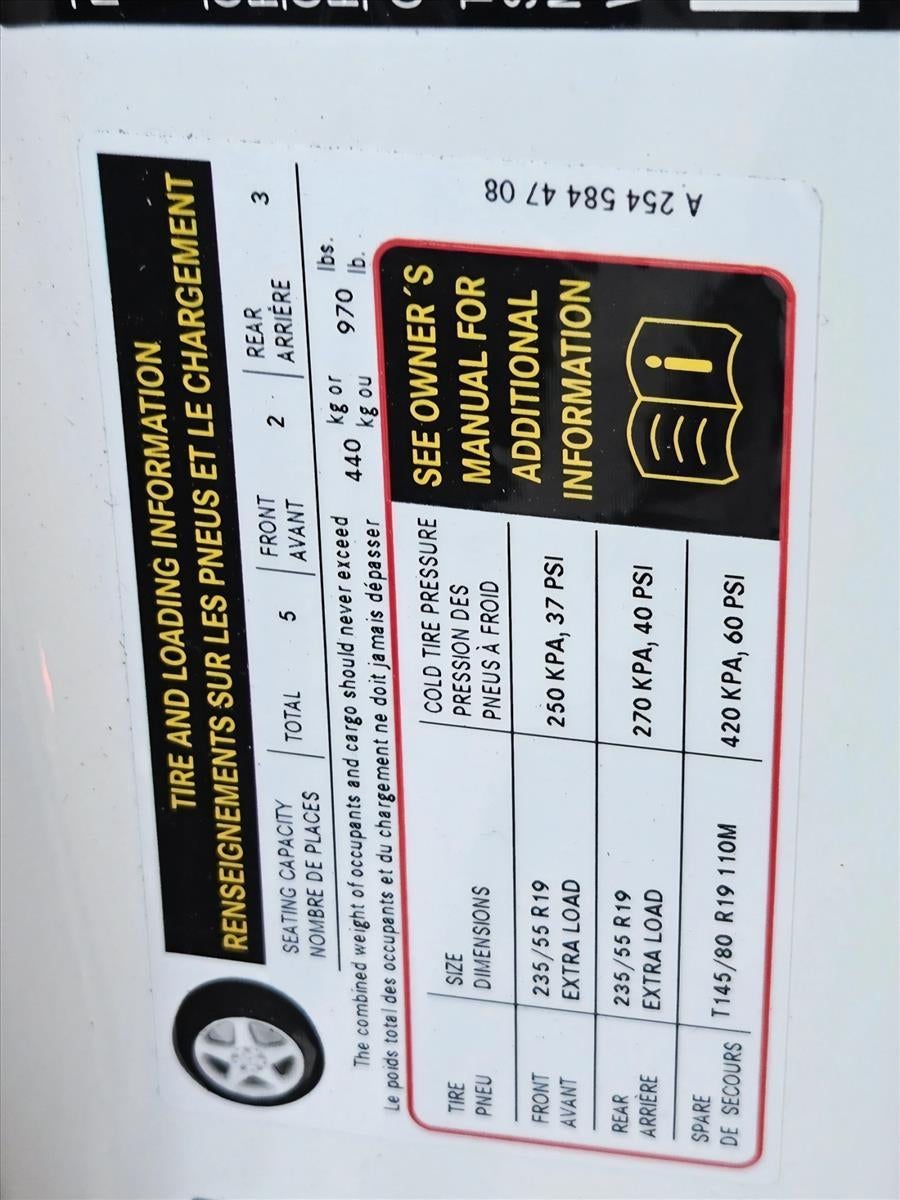 TIRE AND LOADING INFORMATION
RENSEIGNEMENTS SUR LES PNEUS ET LE CHARGEMENT
SEATING CAPACITY
NOMBRE DE PLACES
TOTAL 5
FRONT
AVANT
2
REAR
ARRIÈRE
3
The combined weight of occupants and cargo should never exceed 440 kg or 970 lbs.
Le poids total des occupants et du chargement ne doit jamais dépasser kg ou lb.
TIRE
PNEU
SIZE
DIMENSIONS
COLD TIRE PRESSURE
PRESSION DES
PNEUS À FROID
FRONT
AVANT
235/55 R19
EXTRA LOAD
250 KPA, 37 PSI
REAR
ARRIÈRE
235/55 R19
EXTRA LOAD
270 KPA, 40 PSI
SPARE
DE SECOURS
T145/80 R19 110M
420 KPA, 60 PSI
SEE OWNER´S
MANUAL FOR
ADDITIONAL
INFORMATION
i
A 254 584 47 08